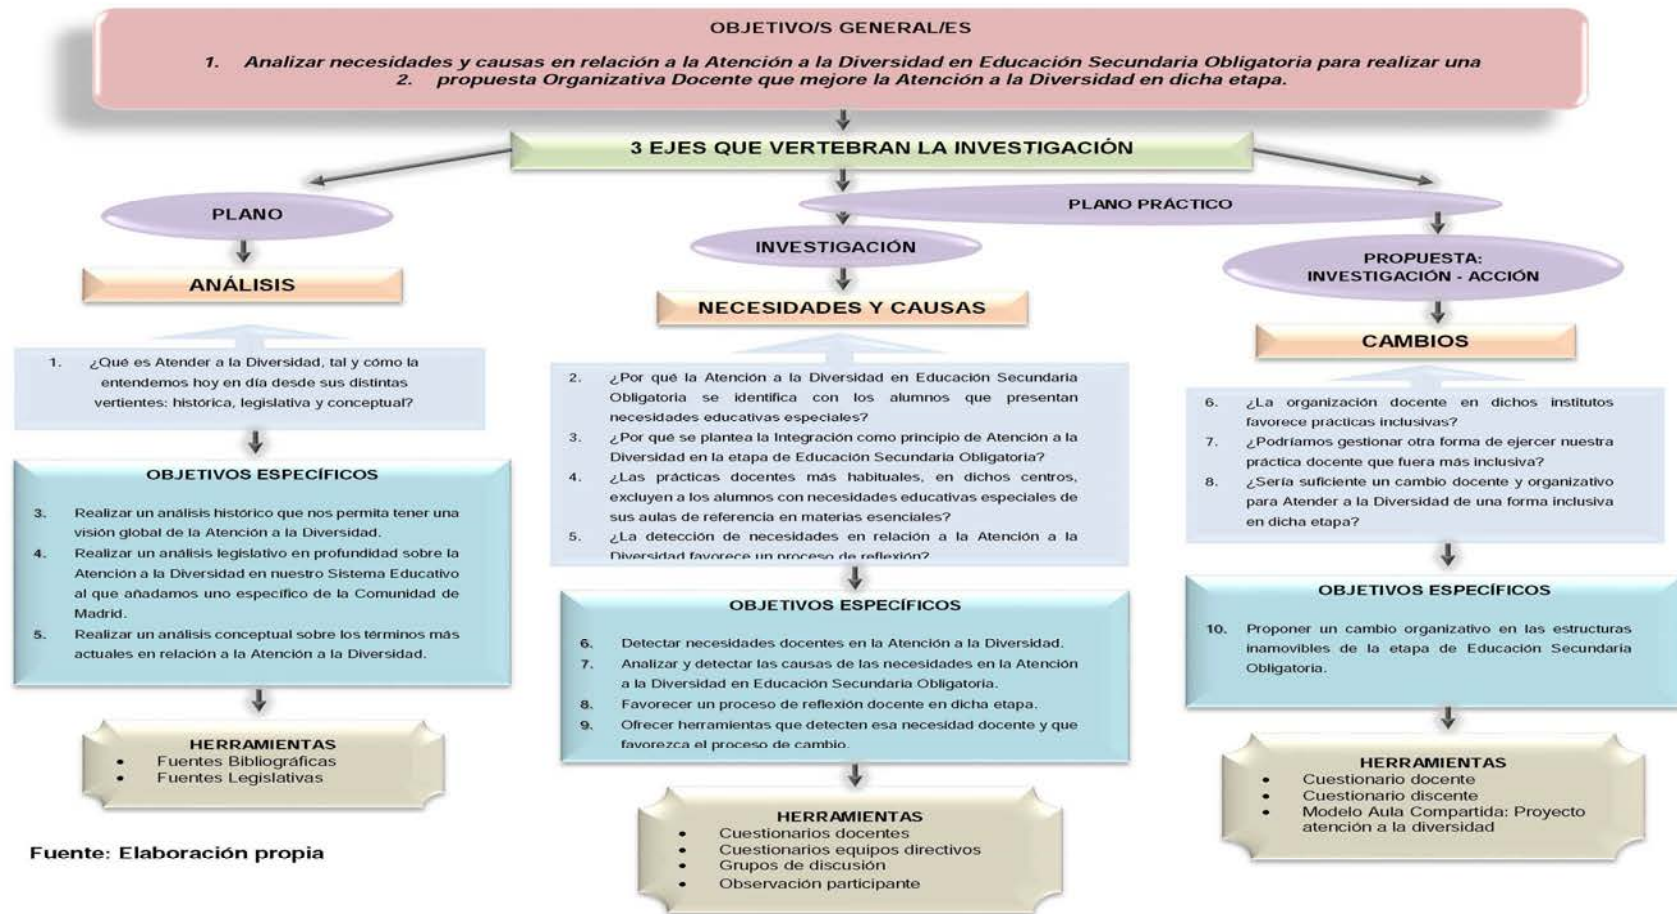 OBJETIVO/S GENERAL/ES
1. Analizar necesidades y causas en relación a la Atención a la Diversidad en Educación Secundaria Obligatoria para realizar una
2. propuesta Organizativa Docente que mejore la Atención a la Diversidad en dicha etapa.
3 EJES QUE VERTEBRAN LA INVESTIGACIÓN
PLANO
ANÁLISIS
1. ¿Qué es Atender a la Diversidad, tal y cómo la
entendemos hoy en día desde sus distintas
vertientes: histórica, legislativa y conceptual?
OBJETIVOS ESPECÍFICOS
3. Realizar un análisis histórico que nos permita tener una
visión global de la Atención a la Diversidad.
4. Realizar un análisis legislativo en profundidad sobre la
Atención a la Diversidad en nuestro Sistema Educativo
al que añadamos uno específico de la Comunidad de
Madrid.
5. Realizar un análisis conceptual sobre los términos más
actuales en relación a la Atención a la Diversidad.
HERRAMIENTAS
• Fuentes Bibliográficas
• Fuentes Legislativas
PLANO PRÁCTICO
INVESTIGACIÓN
NECESIDADES Y CAUSAS
2. ¿Por qué la Atención a la Diversidad en Educación Secundaria
Obligatoria se identifica con los alumnos que presentan
necesidades educativas especiales?
3. ¿Por qué se plantea la Integración como principio de Atención a la
Diversidad en la etapa de Educación Secundaria Obligatoria?
4. ¿Las prácticas docentes más habituales, en dichos centros,
excluyen a los alumnos con necesidades educativas especiales de
sus aulas de referencia en materias esenciales?
5. ¿La detección de necesidades en relación a la Atención a la
Diversidad favorece un proceso de reflexión?
OBJETIVOS ESPECÍFICOS
6. Detectar necesidades docentes en la Atención a la Diversidad.
7. Analizar y detectar las causas de las necesidades en la Atención
a la Diversidad en Educación Secundaria Obligatoria.
8. Favorecer un proceso de reflexión docente en dicha etapa.
9. Ofrecer herramientas que detecten esa necesidad docente y que
favorezca el proceso de cambio.
HERRAMIENTAS
• Cuestionarios docentes
• Cuestionarios equipos directivos
• Grupos de discusión
• Observación participante
PROPUESTA:
INVESTIGACIÓN - ACCIÓN
CAMBIOS
6. ¿La organización docente en dichos institutos
favorece prácticas inclusivas?
7. ¿Podríamos gestionar otra forma de ejercer nuestra
práctica docente que fuera más inclusiva?
8. ¿Sería suficiente un cambio docente y organizativo
para Atender a la Diversidad de una forma inclusiva
en dicha etapa?
OBJETIVOS ESPECÍFICOS
10. Proponer un cambio organizativo en las estructuras
inamovibles de la etapa de Educación Secundaria
Obligatoria.
HERRAMIENTAS
• Cuestionario docente
• Cuestionario discente
• Modelo Aula Compartida: Proyecto
atención a la diversidad
Fuente: Elaboración propia